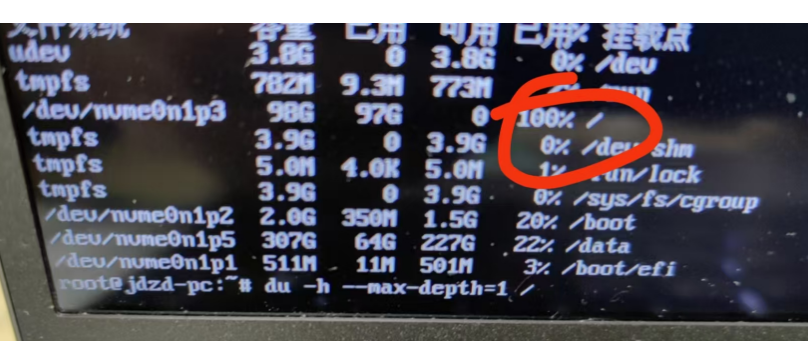 文件系统 容量 已用 可用 已用% 挂载点
udev 3.8G 0 3.8G 0% /dev
tmpfs 782M 9.3M 773M
/dev/nvme0n1p3 98G 97G 0 100% /
tmpfs 3.9G 0 3.9G 0% /dev/shm
tmpfs 5.0M 4.0K 5.0M 1% /run/lock
tmpfs 3.9G 0 3.9G 0% /sys/fs/cgroup
/dev/nvme0n1p2 2.0G 350M 1.5G 20% /boot
/dev/nvme0n1p5 307G 64G 227G 22% /data
/dev/nvme0n1p1 511M 11M 501M 3% /boot/efi
root@jdzd-pc:~# du -h --max-depth=1 /